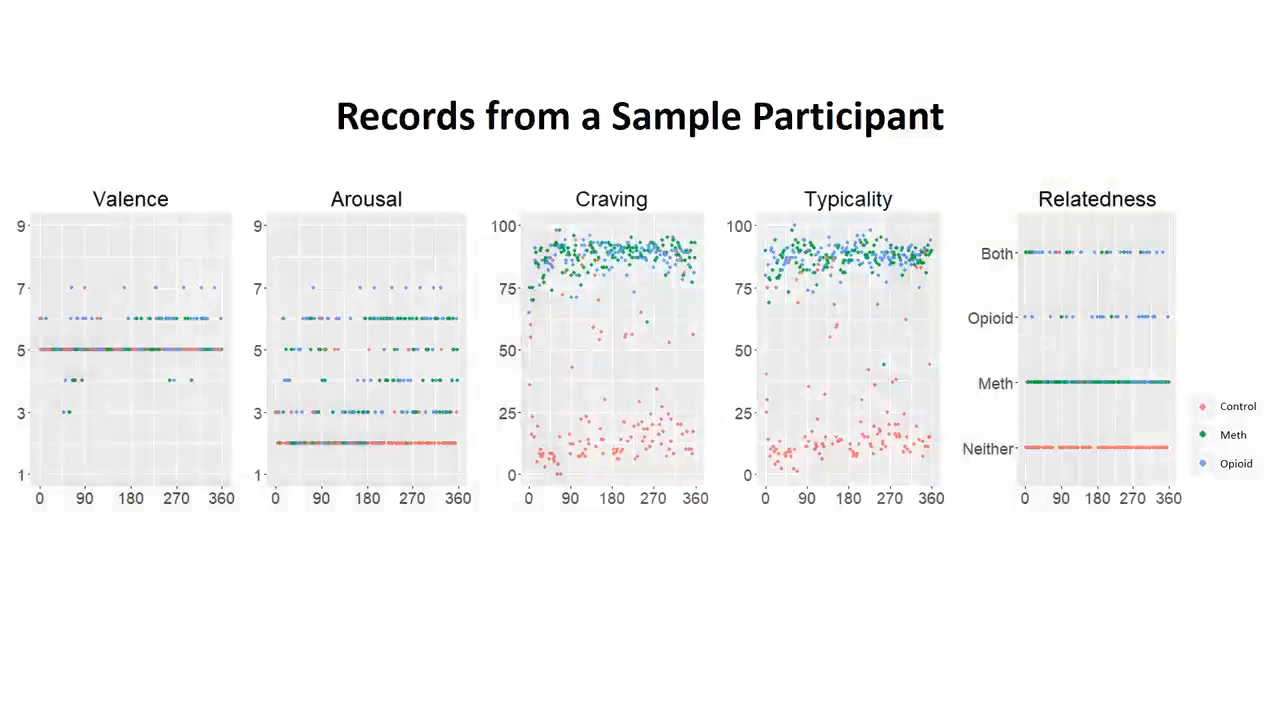 Records from a Sample Participant
Valence
9
7
5
3
1
0 90 180 270 360
Arousal
9
7
5
3
1
0 90 180 270 360
Craving
100
75
50
25
0
0 90 180 270 360
Typicality
100
75
50
25
0
0 90 180 270 360
Relatedness
Both
Opioid
Meth
Neither
0 90 180 270 360
Control
Meth
Opioid